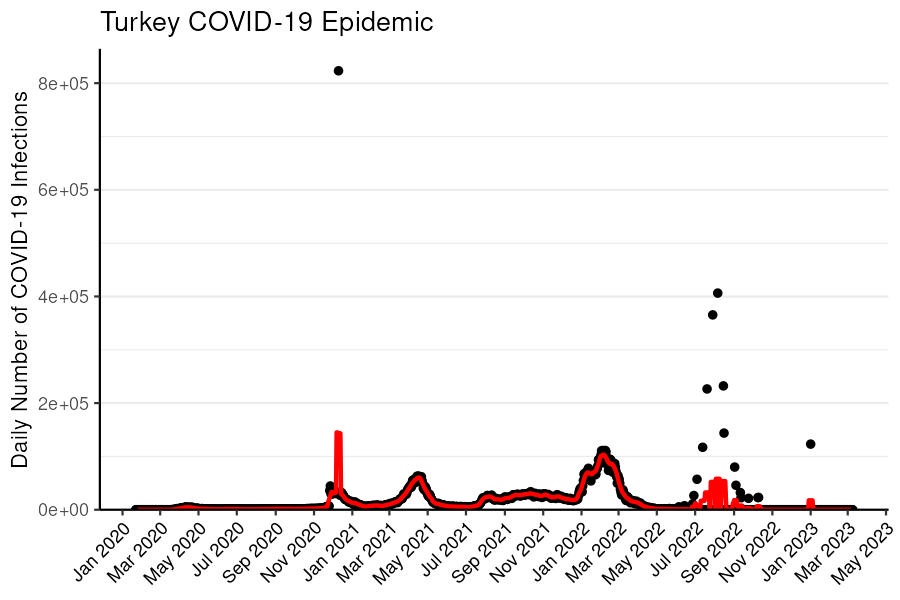 Turkey COVID-19 Epidemic
Daily Number of COVID-19 Infections
8e+05
6e+05
4e+05
2e+05
0e+00
Jan 2020
Mar 2020
May 2020
Jul 2020
Sep 2020
Nov 2020
Jan 2021
Mar 2021
May 2021
Jul 2021
Sep 2021
Nov 2021
Jan 2022
Mar 2022
May 2022
Jul 2022
Sep 2022
Nov 2022
Jan 2023
Mar 2023
May 2023